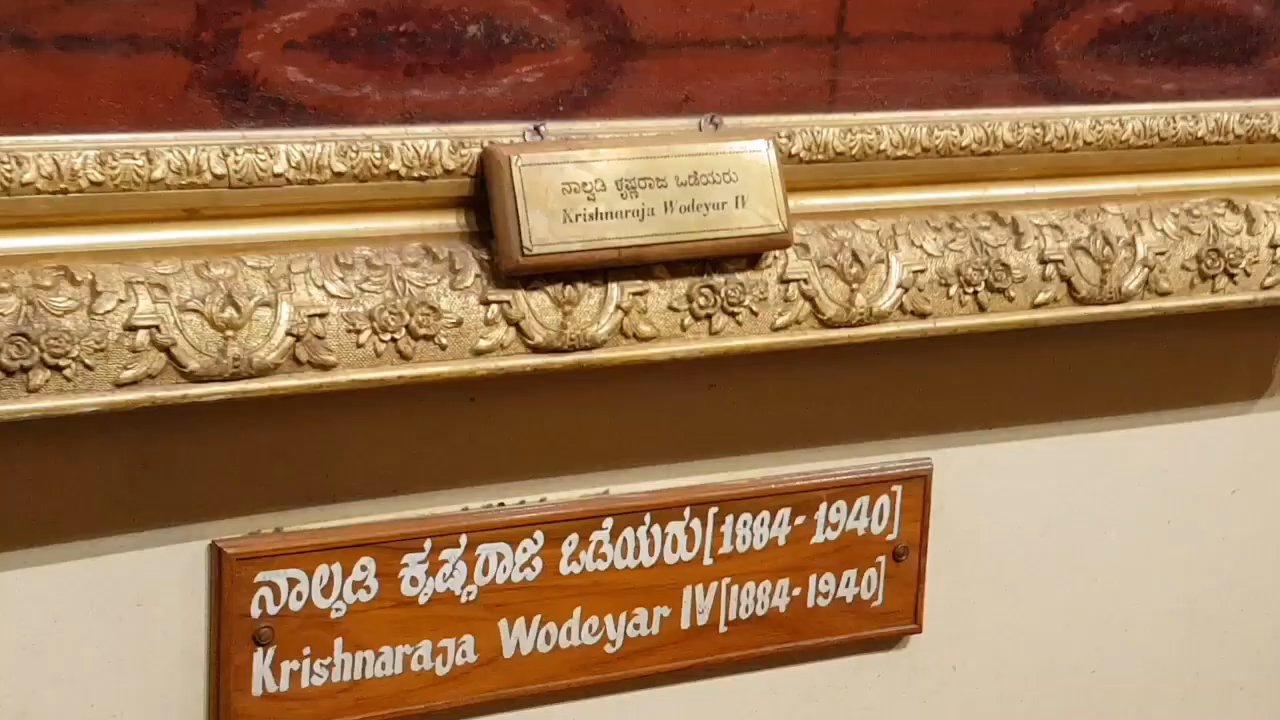 ನಾಲ್ವಡಿ ಕೃಷ್ಣರಾಜ ಒಡೆಯರು
Krishnaraja Wodeyar IV
ನಾಲ್ವಡಿ ಕೃಷ್ಣರಾಜ ಒಡೆಯರು[1884-1940]
Krishnaraja Wodeyar IV[1884-1940]